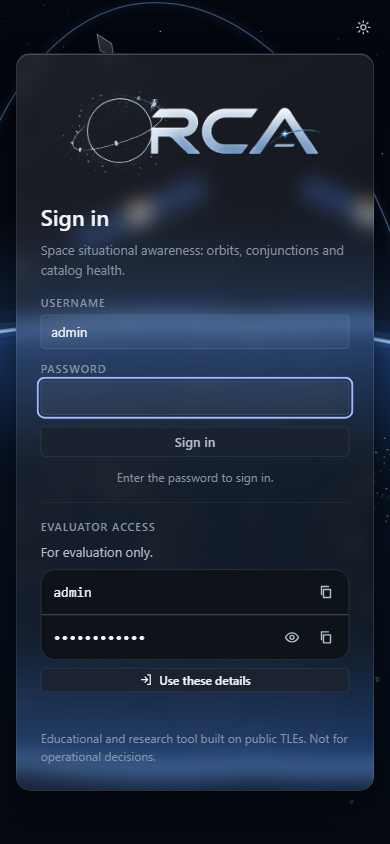 ORCA
Sign in
Space situational awareness: orbits, conjunctions and
catalog health.
USERNAME
admin
PASSWORD
Sign in
Enter the password to sign in.
EVALUATOR ACCESS
For evaluation only.
admin
••••••••••••
Use these details
Educational and research tool built on public TLEs. Not for
operational decisions.